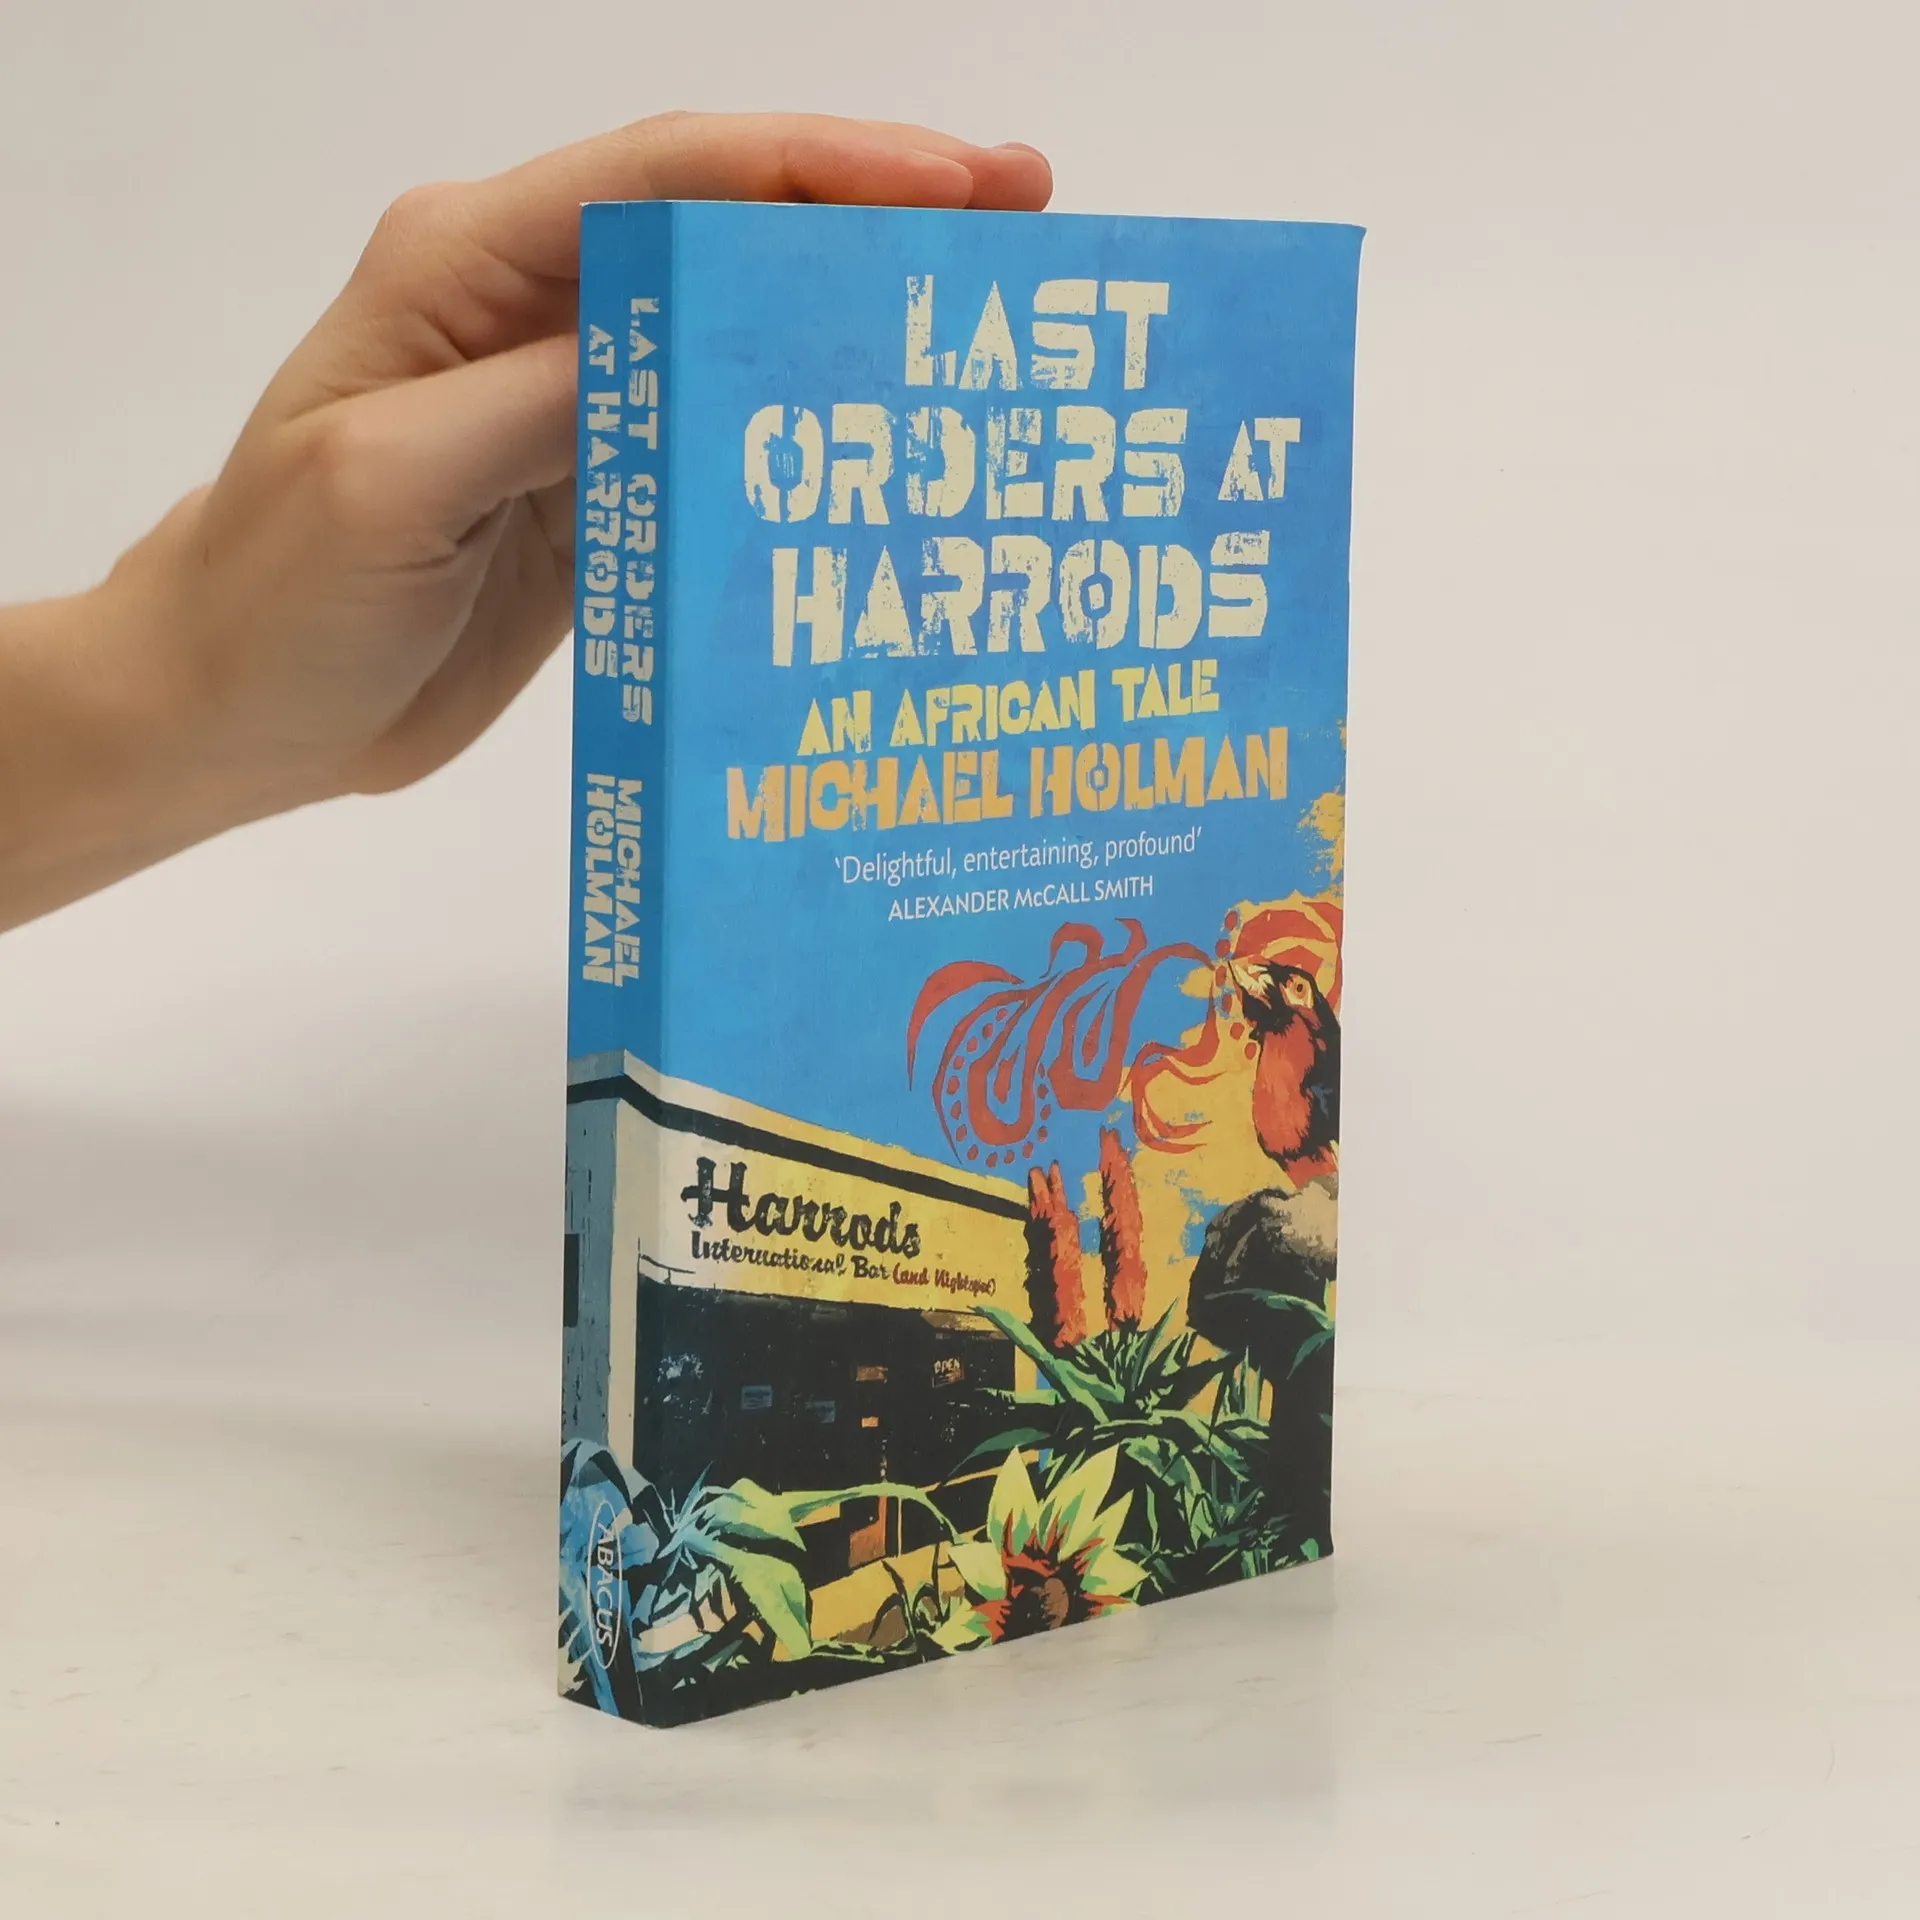 LAST ORDERS
AT HARRODS
MICHAEL
HOLMAN
ABACUS
LAST
ORDERS AT
HARRODS
AN AFRICAN TALE
MICHAEL HOLMAN
‘Delightful, entertaining, profound’
ALEXANDER McCALL SMITH
Harrods
International Bar (and Nightspot)
OPEN